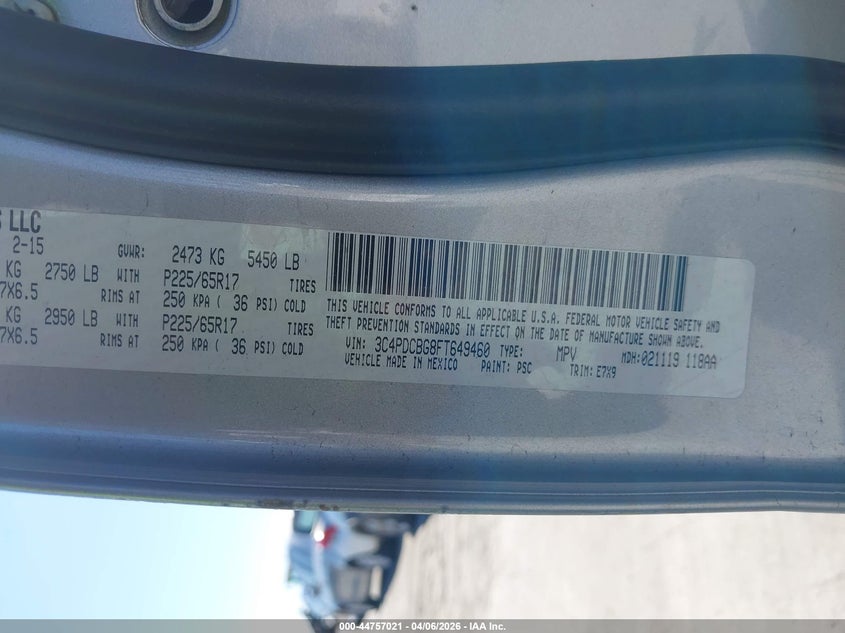 S LLC
2-15 GVWR: 2473 KG 5450 LB
KG 2750 LB WITH P225/65R17 TIRES
7X6.5 RIMS AT 250 KPA ( 36 PSI) COLD
KG 2950 LB WITH P225/65R17 TIRES
7X6.5 RIMS AT 250 KPA ( 36 PSI) COLD
THIS VEHICLE CONFORMS TO ALL APPLICABLE U.S.A. FEDERAL MOTOR VEHICLE SAFETY AND
THEFT PREVENTION STANDARDS IN EFFECT ON THE DATE OF MANUFACTURE SHOWN ABOVE.
VIN: 3C4PDCBG8FT649460 TYPE: MPV MDH:021119 118AA
VEHICLE MADE IN MEXICO PAINT: PSC TRIM: E7X9
000-44757021 - 04/06/2026 - IAA Inc.